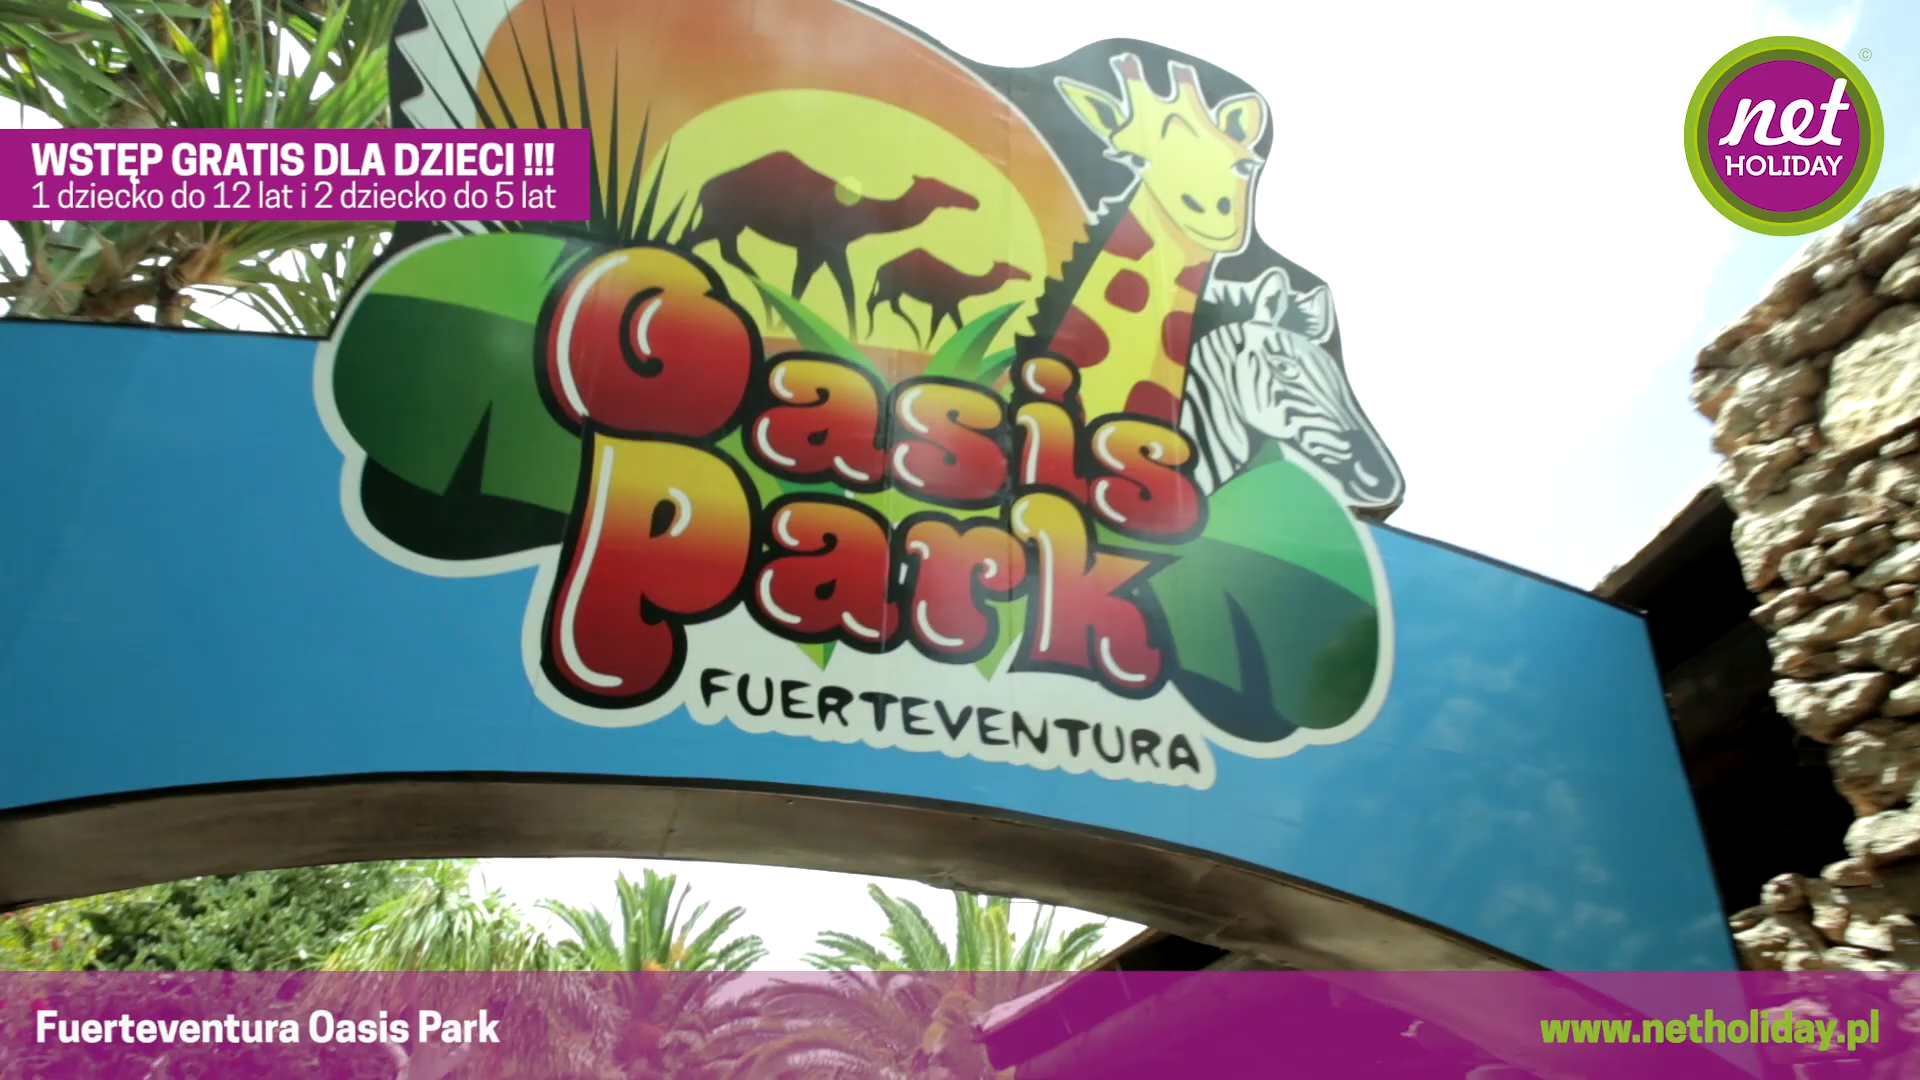 WSTĘP GRATIS DLA DZIECI !!!
1 dziecko do 12 lat i 2 dziecko do 5 lat
net
HOLIDAY
©
Oasis
Park
FUERTEVENTURA
Fuerteventura Oasis Park
www.netholiday.pl